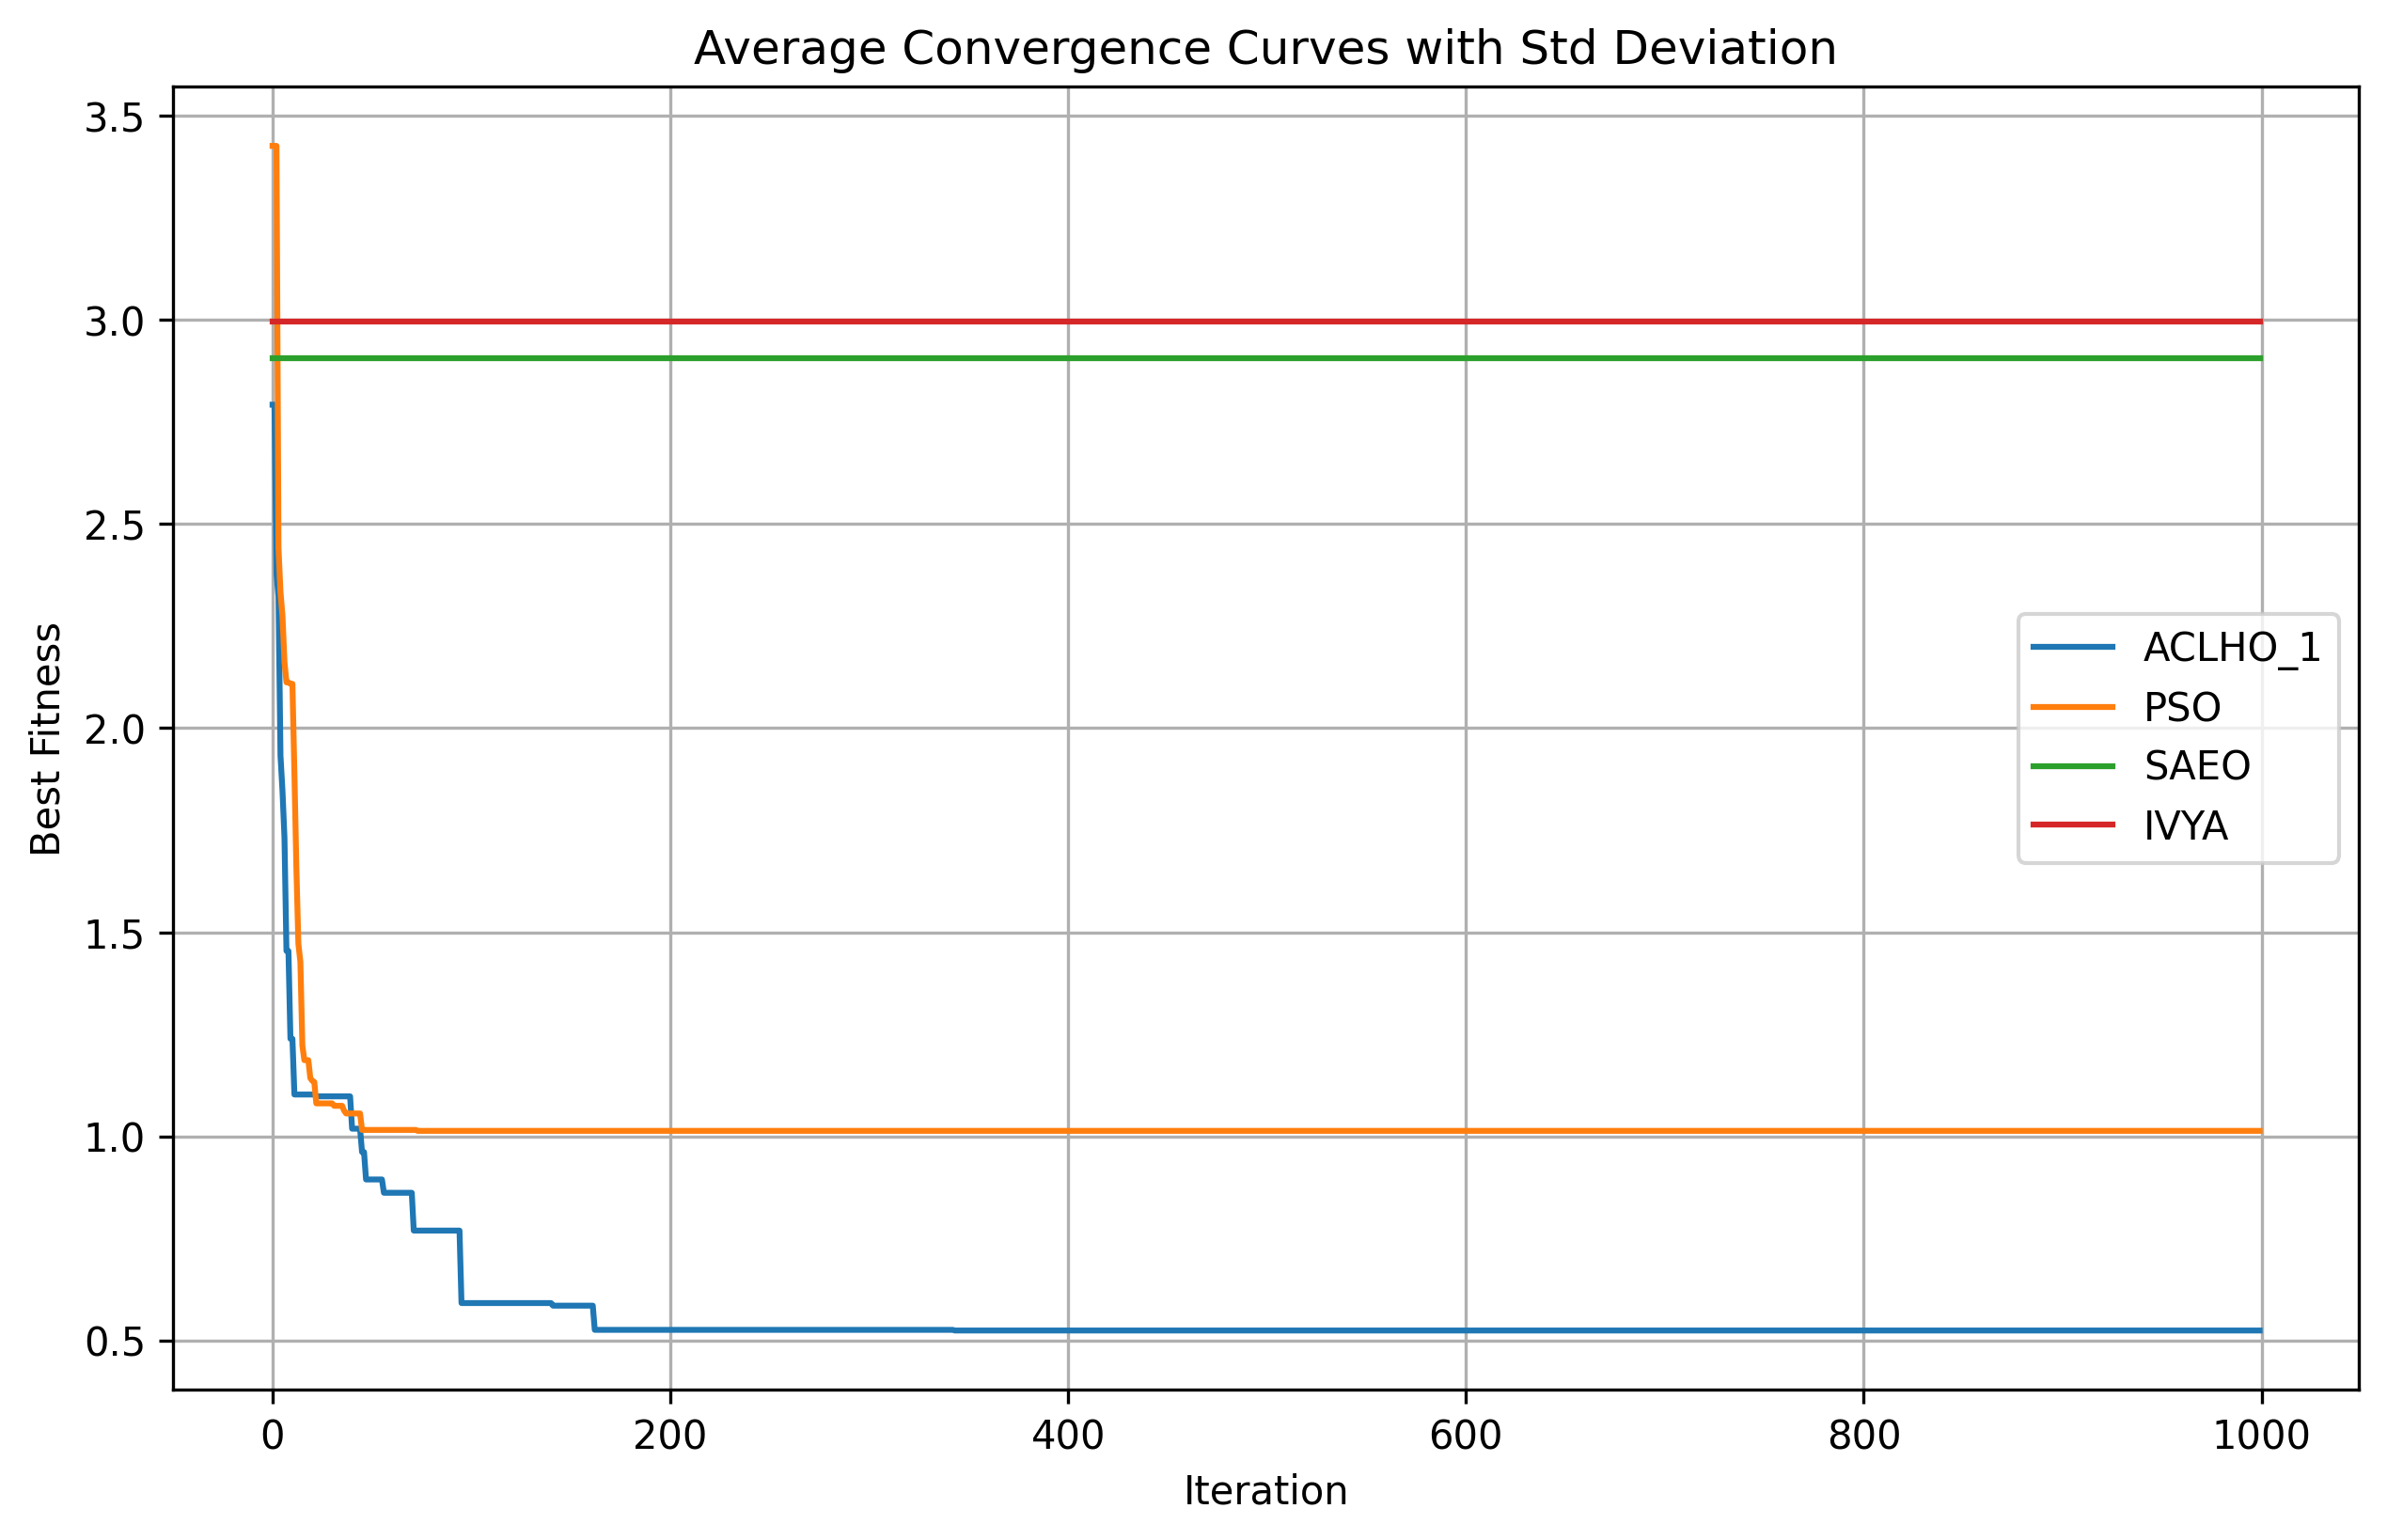 Average Convergence Curves with Std Deviation
Best Fitness
3.5
3.0
2.5
2.0
1.5
1.0
0.5
ACLHO_1
PSO
SAEO
IVYA
0 200 400 600 800 1000
Iteration